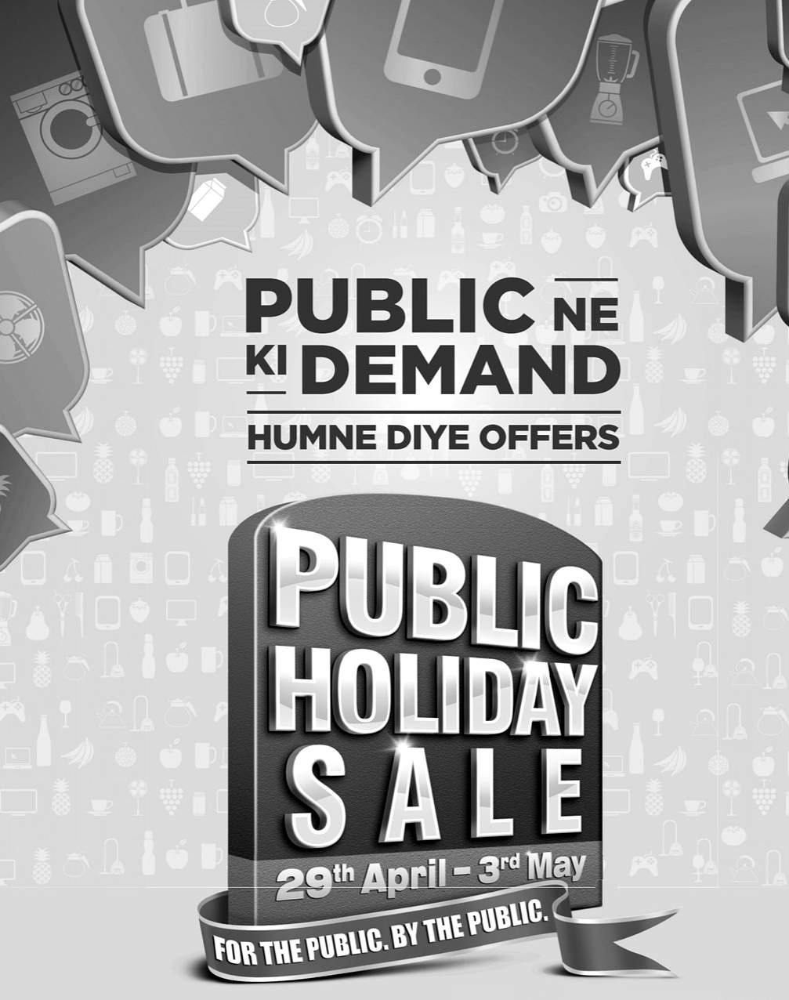 PUBLIC NE
KI DEMAND
HUMNE DIYE OFFERS
PUBLIC
HOLIDAY
SALE
29th April – 3rd May
FOR THE PUBLIC. BY THE PUBLIC.